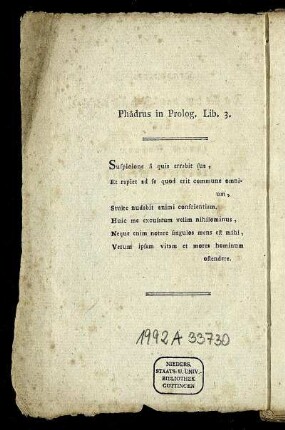 Phädrus in Prolog. Lib. 3.
Suſpicione ſi quis errabit ſua,
Et rapiet ad ſe quod erit commune omni-
um,
Stulte nudabit animi conſcientiam.
Huic me excuſatum velim nihilominus,
Neque enim notare ſingulos mens eſt mihi,
Verum ipſam vitam et mores hominum
oſtendere.
1992 A 33730
NIEDERS.
STAATS-U. UNIV.-
BIBLIOTHEK
GÖTTINGEN